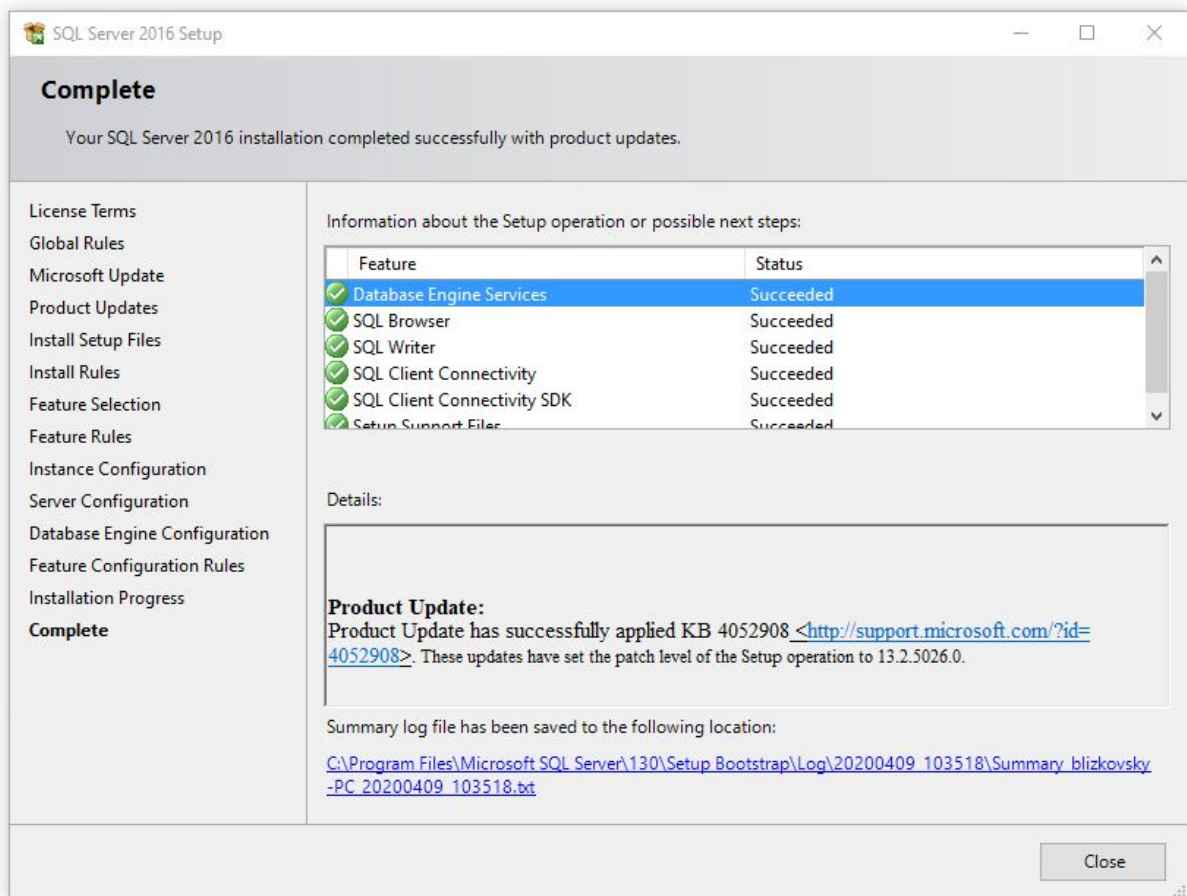 SQL Server 2016 Setup
Complete
Your SQL Server 2016 installation completed successfully with product updates.
License Terms
Global Rules
Microsoft Update
Product Updates
Install Setup Files
Install Rules
Feature Selection
Feature Rules
Instance Configuration
Server Configuration
Database Engine Configuration
Feature Configuration Rules
Installation Progress
Complete
Information about the Setup operation or possible next steps:
Feature Status
Database Engine Services Succeeded
SQL Browser Succeeded
SQL Writer Succeeded
SQL Client Connectivity Succeeded
SQL Client Connectivity SDK Succeeded
Setup Support Files Succeeded
Details:
Product Update:
Product Update has successfully applied KB 4052908 <http://support.microsoft.com/?id=
4052908>. These updates have set the patch level of the Setup operation to 13.2.5026.0.
Summary log file has been saved to the following location:
C:\Program Files\Microsoft SQL Server\130\Setup Bootstrap\Log\20200409_103518\Summary_blizkovsky
-PC_20200409_103518.txt
Close